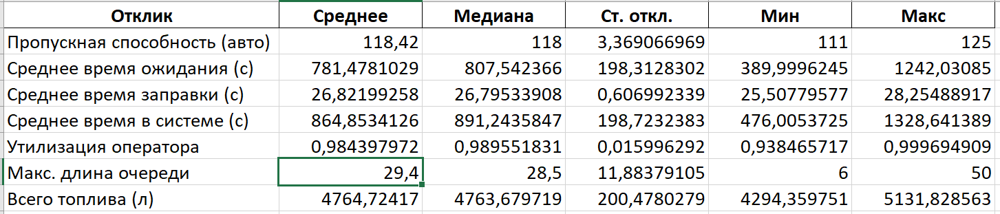 Отклик Среднее Медиана Ст. откл. Мин Макс
Пропускная способность (авто) 118,42 118 3,369066969 111 125
Среднее время ожидания (с) 781,4781029 807,542366 198,3128302 389,9996245 1242,03085
Среднее время заправки (с) 26,82199258 26,79533908 0,606992339 25,50779577 28,25488917
Среднее время в системе (с) 864,8534126 891,2435847 198,7232383 476,0053725 1328,641389
Утилизация оператора 0,984397972 0,989551831 0,015996292 0,938465717 0,999694909
Макс. длина очереди 29,4 28,5 11,88379105 6 50
Всего топлива (л) 4764,72417 4763,679719 200,4780279 4294,359751 5131,828563